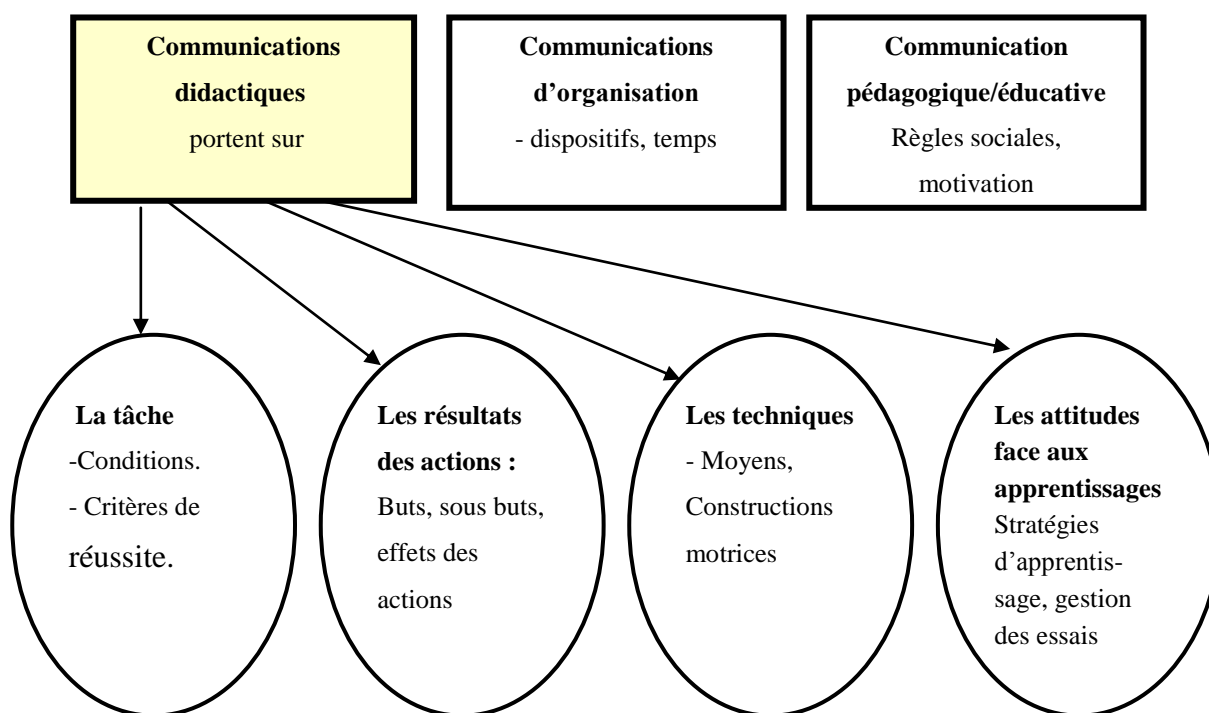 Communications
didactiques
portent sur
Communications
d’organisation
- dispositifs, temps
Communication
pédagogique/éducative
Règles sociales,
motivation
La tâche
-Conditions.
- Critères de
réussite.
Les résultats
des actions :
Buts, sous buts,
effets des
actions
Les techniques
- Moyens,
Constructions
motrices
Les attitudes
face aux
apprentissages
Stratégies
d’apprentis-
sage, gestion
des essais